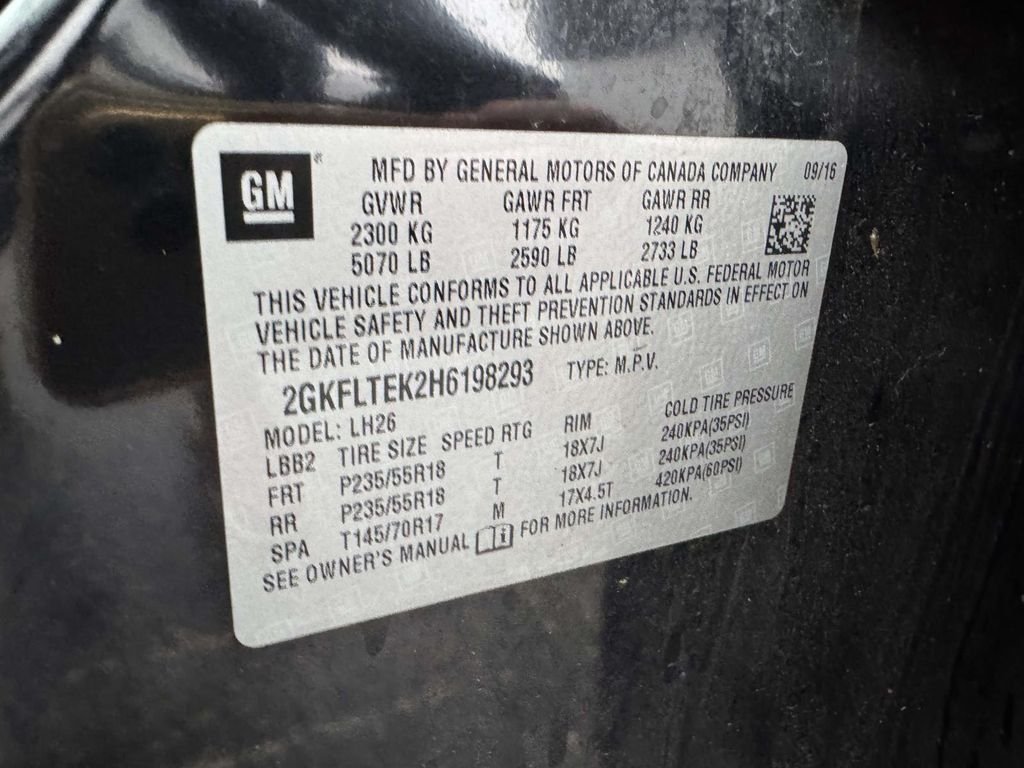 GM MFD BY GENERAL MOTORS OF CANADA COMPANY 09/16
GVWR GAWR FRT GAWR RR
2300 KG 1175 KG 1240 KG
5070 LB 2590 LB 2733 LB
THIS VEHICLE CONFORMS TO ALL APPLICABLE U.S. FEDERAL MOTOR
VEHICLE SAFETY AND THEFT PREVENTION STANDARDS IN EFFECT ON
THE DATE OF MANUFACTURE SHOWN ABOVE.
2GKFLTEK2H6198293 TYPE: M.P.V.
MODEL: LH26
LBB2 TIRE SIZE SPEED RTG RIM COLD TIRE PRESSURE
FRT P235/55R18 T 18X7J 240KPA(35PSI)
RR P235/55R18 T 18X7J 240KPA(35PSI)
SPA T145/70R17 M 17X4.5T 420KPA(60PSI)
SEE OWNER'S MANUAL FOR MORE INFORMATION.